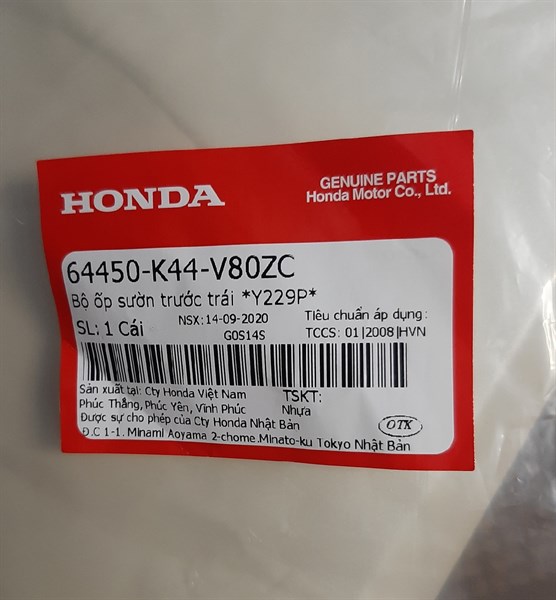 HONDA
GENUINE PARTS
Honda Motor Co., Ltd.
64450-K44-V80ZC
Bộ ốp sườn trước trái *Y229P*
SL: 1 Cái
NSX: 14-09-2020
G0S14S
Tiêu chuẩn áp dụng:
TCCS: 01|2008|HVN
Sản xuất tại: Cty Honda Việt Nam
Phúc Thắng, Phúc Yên, Vĩnh Phúc
TSKT:
Nhựa
Được sự cho phép của Cty Honda Nhật Bản
Đ.C 1-1. Minami Aoyama 2-chome.Minato-ku Tokyo Nhật Bản
OTK